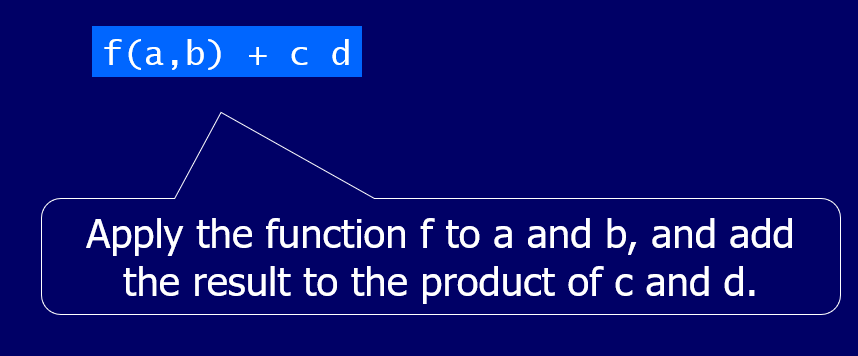 f(a,b) + c d
Apply the function f to a and b, and add
the result to the product of c and d.